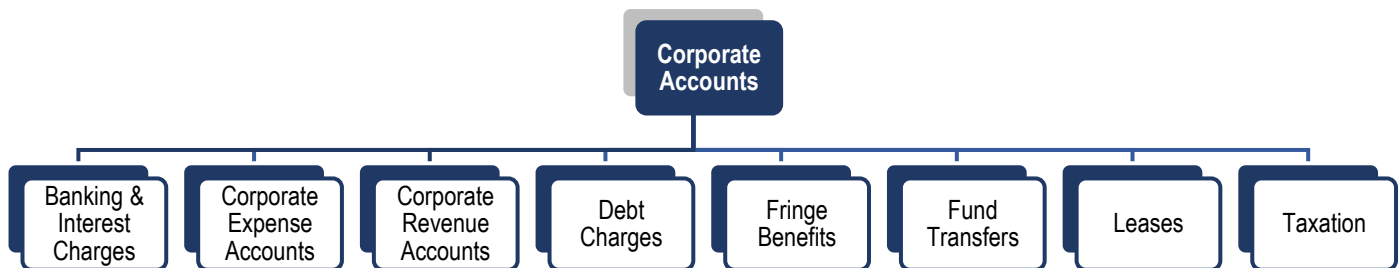 Corporate
Accounts
Banking &
Interest
Charges
Corporate
Expense
Accounts
Corporate
Revenue
Accounts
Debt
Charges
Fringe
Benefits
Fund
Transfers
Leases
Taxation